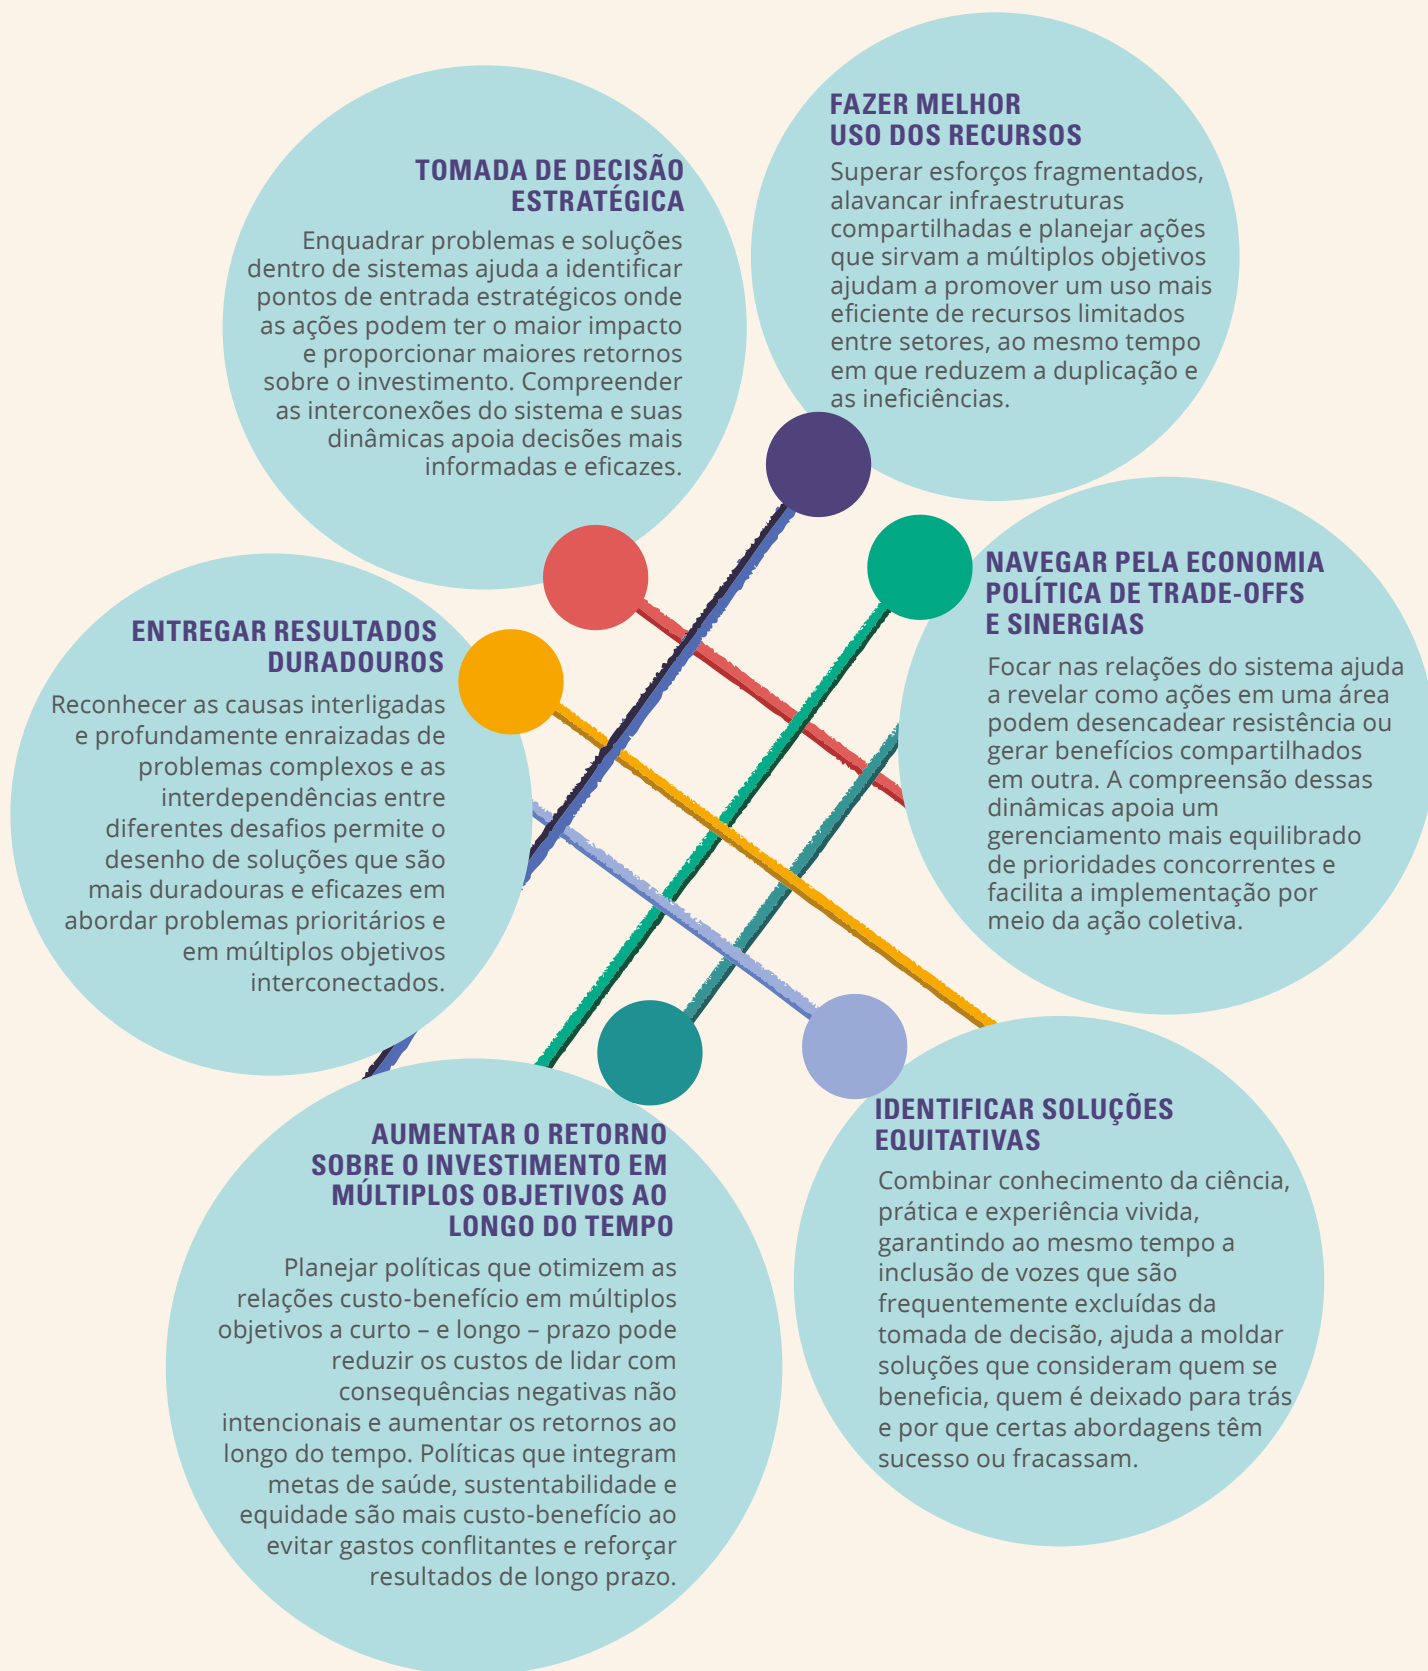 TOMADA DE DECISÃO
ESTRATÉGICA
Enquadrar problemas e soluções
dentro de sistemas ajuda a identificar
pontos de entrada estratégicos onde
as ações podem ter o maior impacto
e proporcionar maiores retornos
sobre o investimento. Compreender
as interconexões do sistema e suas
dinâmicas apoia decisões mais
informadas e eficazes.
FAZER MELHOR
USO DOS RECURSOS
Superar esforços fragmentados,
alavancar infraestruturas
compartilhadas e planejar ações
que sirvam a múltiplos objetivos
ajudam a promover um uso mais
eficiente de recursos limitados
entre setores, ao mesmo tempo
em que reduzem a duplicação e
as ineficiências.
ENTREGAR RESULTADOS
DURADOUROS
Reconhecer as causas interligadas
e profundamente enraizadas de
problemas complexos e as
interdependências entre
diferentes desafios permite o
desenho de soluções que são
mais duradouras e eficazes em
abordar problemas prioritários e
em múltiplos objetivos
interconectados.
NAVEGAR PELA ECONOMIA
POLÍTICA DE TRADE-OFFS
E SINERGIAS
Focar nas relações do sistema ajuda
a revelar como ações em uma área
podem desencadear resistência ou
gerar benefícios compartilhados
em outra. A compreensão dessas
dinâmicas apoia um
gerenciamento mais equilibrado
de prioridades concorrentes e
facilita a implementação por
meio da ação coletiva.
AUMENTAR O RETORNO
SOBRE O INVESTIMENTO EM
MÚLTIPLOS OBJETIVOS AO
LONGO DO TEMPO
Planejar políticas que otimizem as
relações custo-benefício em múltiplos
objetivos a curto – e longo – prazo pode
reduzir os custos de lidar com
consequências negativas não
intencionais e aumentar os retornos ao
longo do tempo. Políticas que integram
metas de saúde, sustentabilidade e
equidade são mais custo-benefício ao
evitar gastos conflitantes e reforçar
resultados de longo prazo.
IDENTIFICAR SOLUÇÕES
EQUITATIVAS
Combinar conhecimento da ciência,
prática e experiência vivida,
garantindo ao mesmo tempo a
inclusão de vozes que são
frequentemente excluídas da
tomada de decisão, ajuda a moldar
soluções que consideram quem se
beneficia, quem é deixado para trás
e por que certas abordagens têm
sucesso ou fracassam.